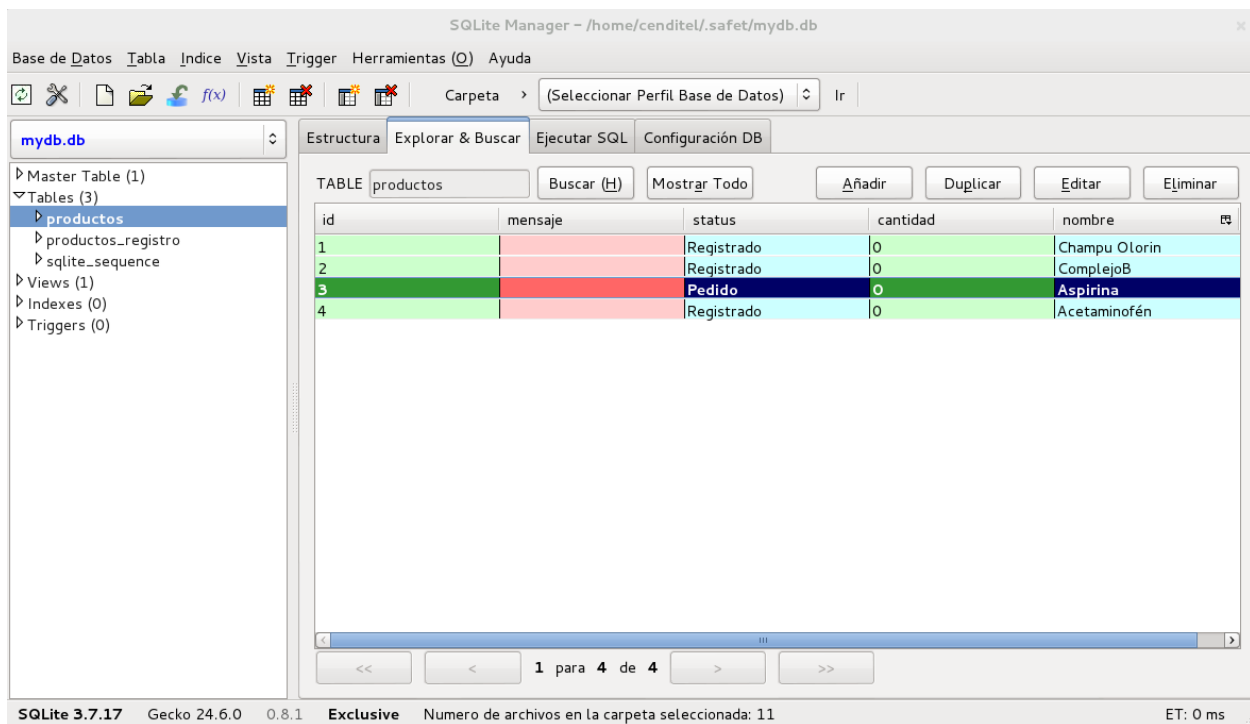 SQLite Manager – /home/cenditel/.safet/mydb.db
Base de Datos Tabla Indice Vista Trigger Herramientas (O) Ayuda
f(x) Carpeta > (Seleccionar Perfil Base de Datos) Ir
mydb.db
Master Table (1)
Tables (3)
productos
productos_registro
sqlite_sequence
Views (1)
Indexes (0)
Triggers (0)
Estructura Explorar & Buscar Ejecutar SQL Configuración DB
TABLE productos Buscar (H) Mostrar Todo Añadir Duplicar Editar Eliminar
id mensaje status cantidad nombre
1 Registrado 0 Champu Olorin
2 Registrado 0 ComplejoB
3 Pedido 0 Aspirina
4 Registrado 0 Acetaminofén
<< < 1 para 4 de 4 > >>
SQLite 3.7.17 Gecko 24.6.0 0.8.1 Exclusive Numero de archivos en la carpeta seleccionada: 11 ET: 0 ms